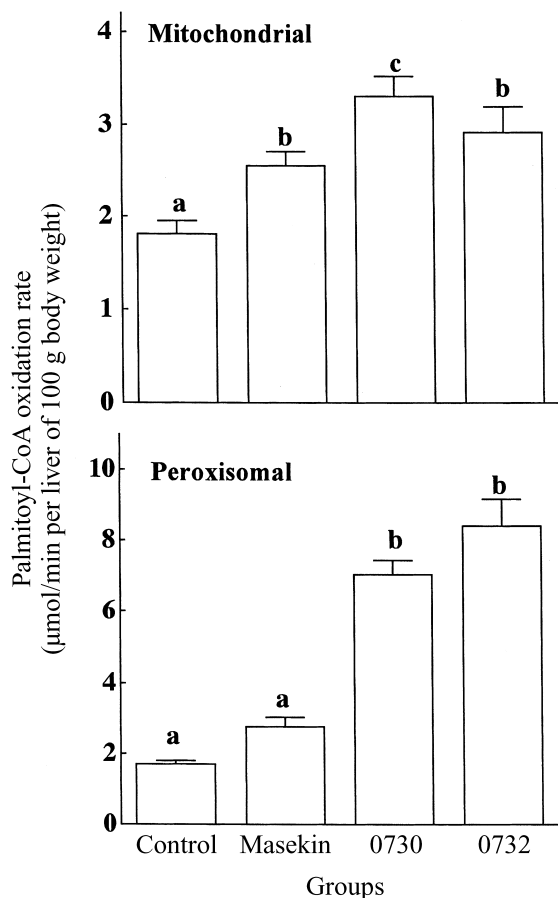 Palmitoyl-CoA oxidation rate
(μmol/min per liver of 100 g body weight)
Mitochondrial
4
3
2
1
0
a
b
c
b
Peroxisomal
10
8
6
4
2
0
a
a
b
b
Control Masekin 0730 0732
Groups